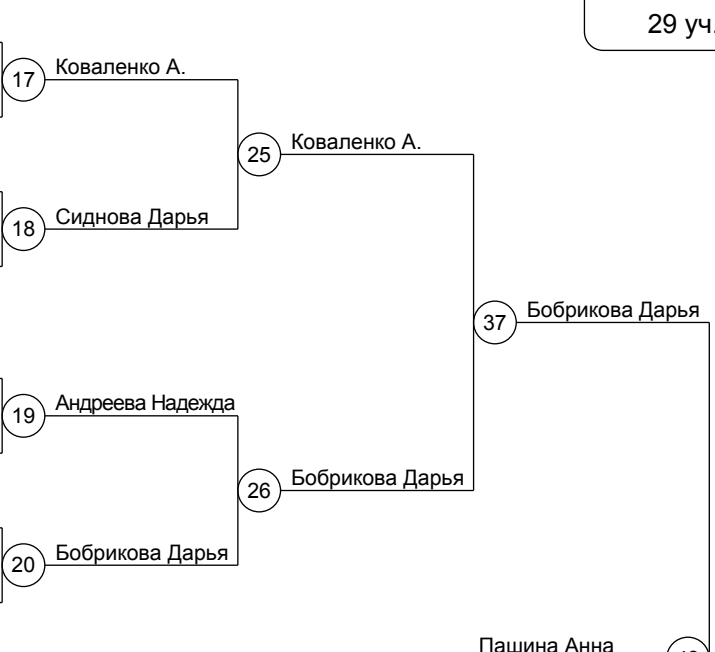 29 уч.
17 Коваленко А.
25 Коваленко А.
18 Сиднова Дарья
37 Бобрикова Дарья
19 Андреева Надежда
26 Бобрикова Дарья
20 Бобрикова Дарья
Пашина Анна